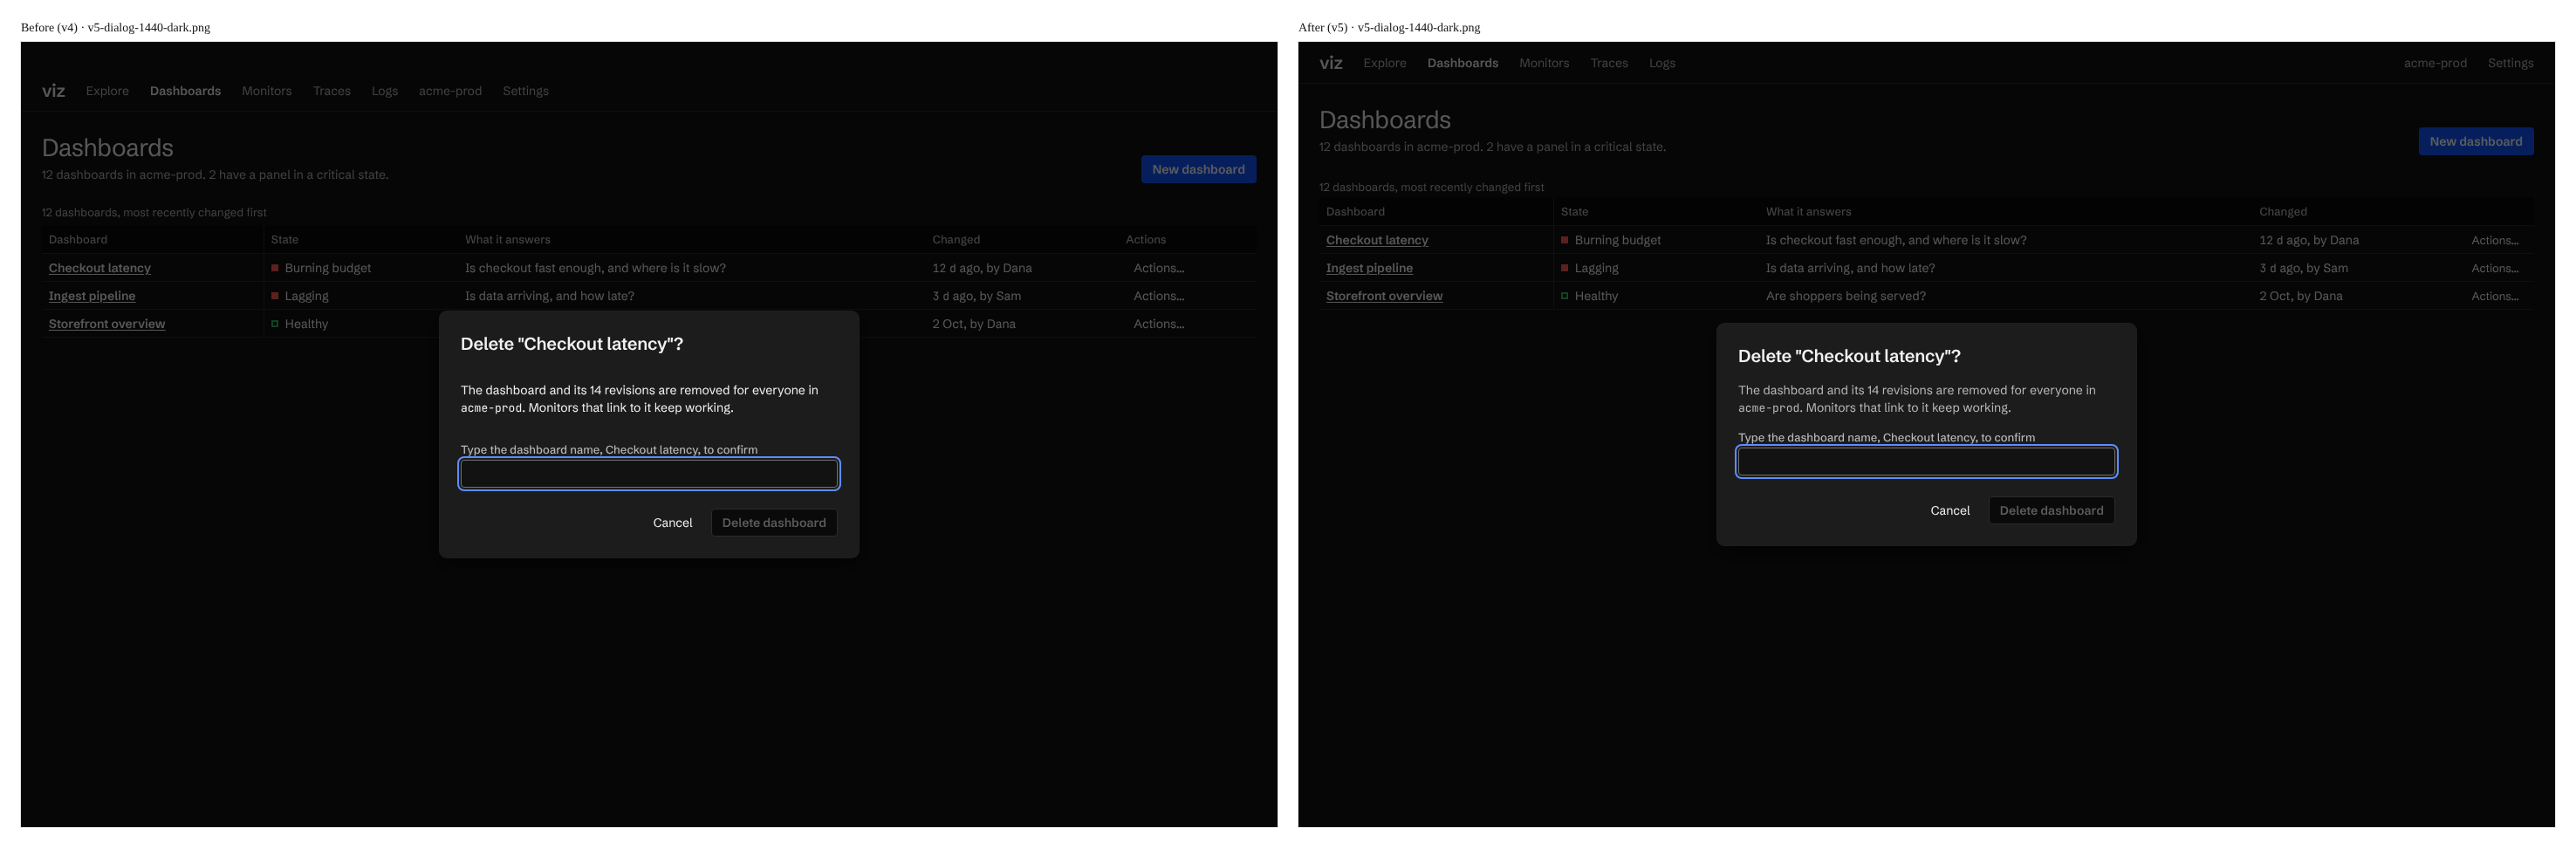 Before (v4) · v5-dialog-1440-dark.png
viz Explore Dashboards Monitors Traces Logs acme-prod Settings
Dashboards
12 dashboards in acme-prod. 2 have a panel in a critical state.
New dashboard
12 dashboards, most recently changed first
Dashboard State What it answers Changed Actions
Checkout latency Burning budget Is checkout fast enough, and where is it slow? 12 d ago, by Dana Actions...
Ingest pipeline Lagging Is data arriving, and how late? 3 d ago, by Sam Actions...
Storefront overview Healthy 2 Oct, by Dana Actions...
Delete "Checkout latency"?
The dashboard and its 14 revisions are removed for everyone in
acme-prod. Monitors that link to it keep working.
Type the dashboard name, Checkout latency, to confirm
Cancel Delete dashboard
After (v5) · v5-dialog-1440-dark.png
viz Explore Dashboards Monitors Traces Logs acme-prod Settings
Dashboards
12 dashboards in acme-prod. 2 have a panel in a critical state.
New dashboard
12 dashboards, most recently changed first
Dashboard State What it answers Changed
Checkout latency Burning budget Is checkout fast enough, and where is it slow? 12 d ago, by Dana Actions...
Ingest pipeline Lagging Is data arriving, and how late? 3 d ago, by Sam Actions...
Storefront overview Healthy Are shoppers being served? 2 Oct, by Dana Actions...
Delete "Checkout latency"?
The dashboard and its 14 revisions are removed for everyone in
acme-prod. Monitors that link to it keep working.
Type the dashboard name, Checkout latency, to confirm
Cancel Delete dashboard